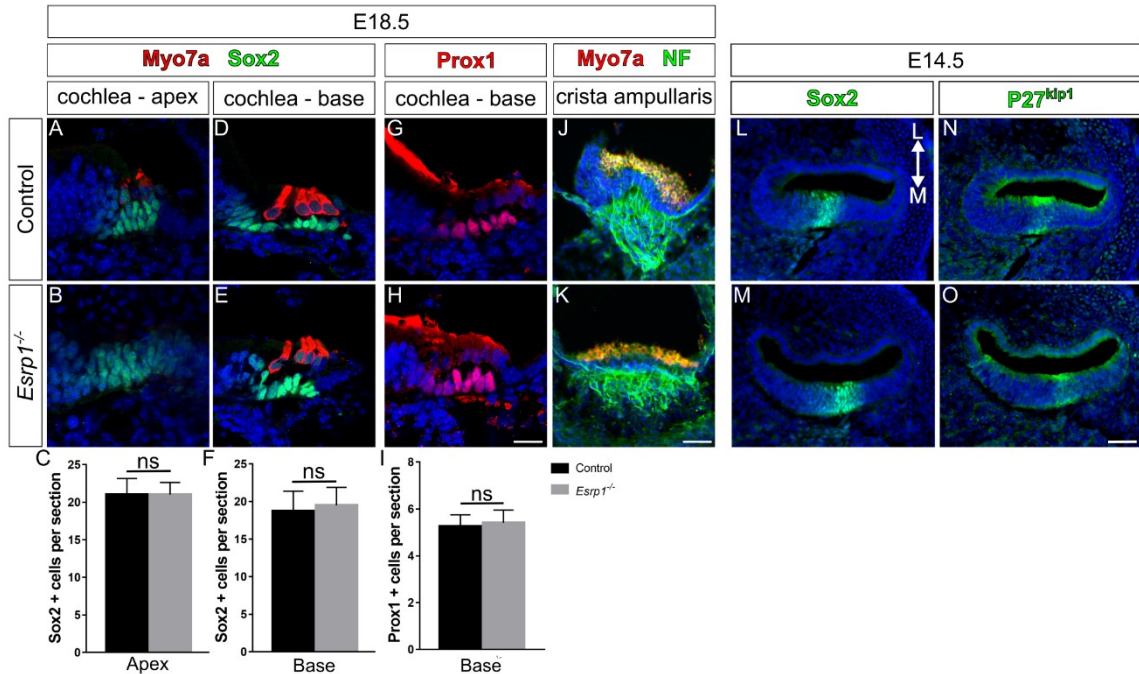 E18.5
Myo7a Sox2
Prox1
Myo7a NF
E14.5
cochlea - apex
cochlea - base
cochlea - base
crista ampullaris
Sox2
P27kip1
Control
A
D
G
J
L
L
M
N
Esrp1-/-
B
E
H
K
M
O
C
Sox2 + cells per section
25
20
15
10
5
0
ns
Apex
F
Sox2 + cells per section
25
20
15
10
5
0
ns
Base
I
Prox1 + cells per section
8
6
4
2
0
ns
Base
Control
Esrp1-/-